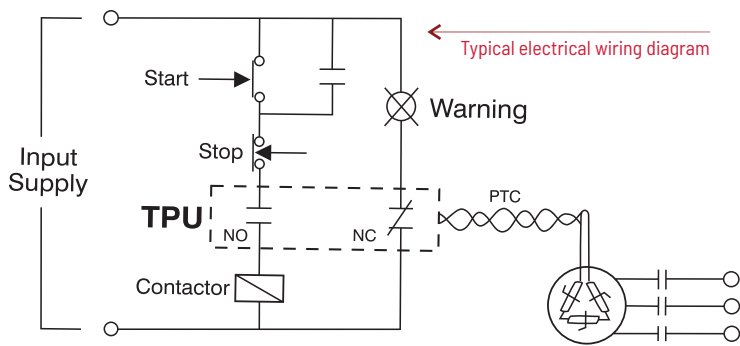 Typical electrical wiring diagram
Start
Warning
Stop
Input
Supply
PTC
TPU
NO
NC
Contactor